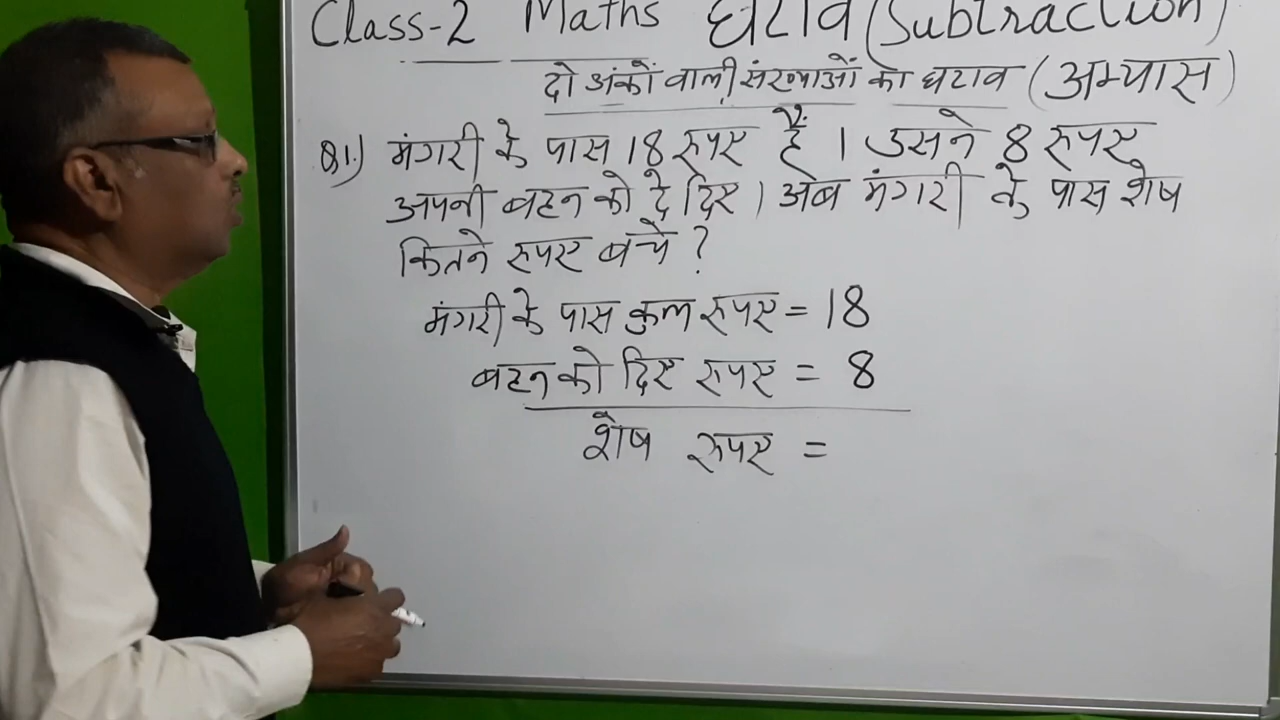 Class-2 Maths घटाव (Subtraction)
दो अंकों वाली संख्याओं का घटाव (अभ्यास)
Q1.) मंगरी के पास 18 रुपए हैं । उसने 8 रुपए
अपनी बहन को दे दिए । अब मंगरी के पास शेष
कितने रुपए बचे ?
मंगरी के पास कुल रुपए = 18
बहन को दिए रुपए = 8
शेष रुपए =